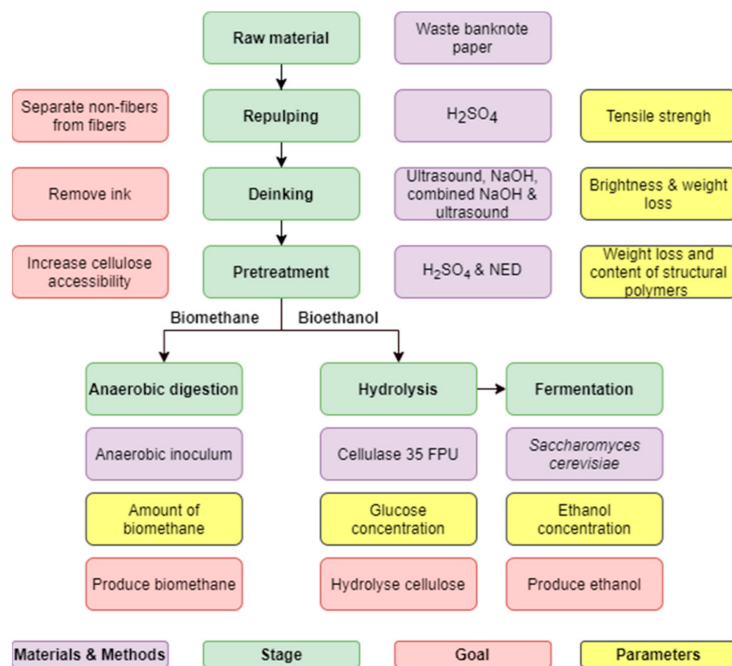 Raw material
Waste banknote
paper
Separate non-fibers
from fibers
Repulping
H₂SO₄
Tensile strengh
Remove ink
Deinking
Ultrasound, NaOH,
combined NaOH &
ultrasound
Brightness & weight
loss
Increase cellulose
accessibility
Pretreatment
H₂SO₄ & NED
Weight loss and
content of structural
polymers
Biomethane
Bioethanol
Anaerobic digestion
Hydrolysis
Fermentation
Anaerobic inoculum
Cellulase 35 FPU
Saccharomyces
cerevisiae
Amount of
biomethane
Glucose
concentration
Ethanol
concentration
Produce biomethane
Hydrolyse cellulose
Produce ethanol
Materials & Methods
Stage
Goal
Parameters